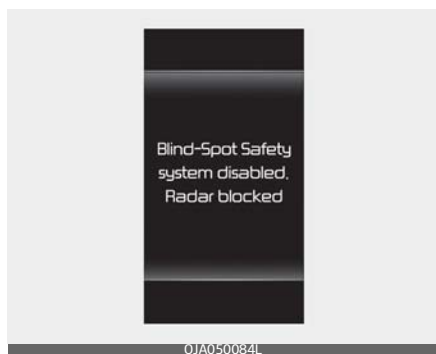 Blind-Spot Safety
system disabled,
Radar blocked
OJA050084L